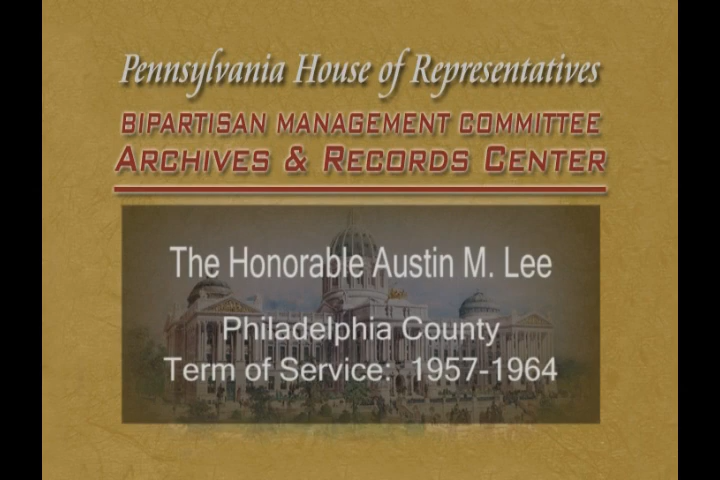 Pennsylvania House of Representatives
BIPARTISAN MANAGEMENT COMMITTEE
ARCHIVES & RECORDS CENTER
The Honorable Austin M. Lee
Philadelphia County
Term of Service:  1957-1964